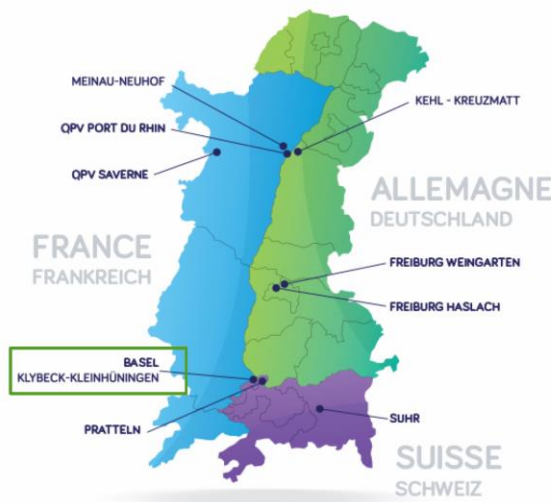 MEINAU-NEUHOF
KEHL - KREUZMATT
QPV PORT DU RHIN
QPV SAVERNE
ALLEMAGNE
DEUTSCHLAND
FRANCE
FRANKREICH
FREIBURG WEINGARTEN
FREIBURG HASLACH
BASEL
KLYBECK-KLEINHÜNINGEN
PRATTELN
SUHR
SUISSE
SCHWEIZ